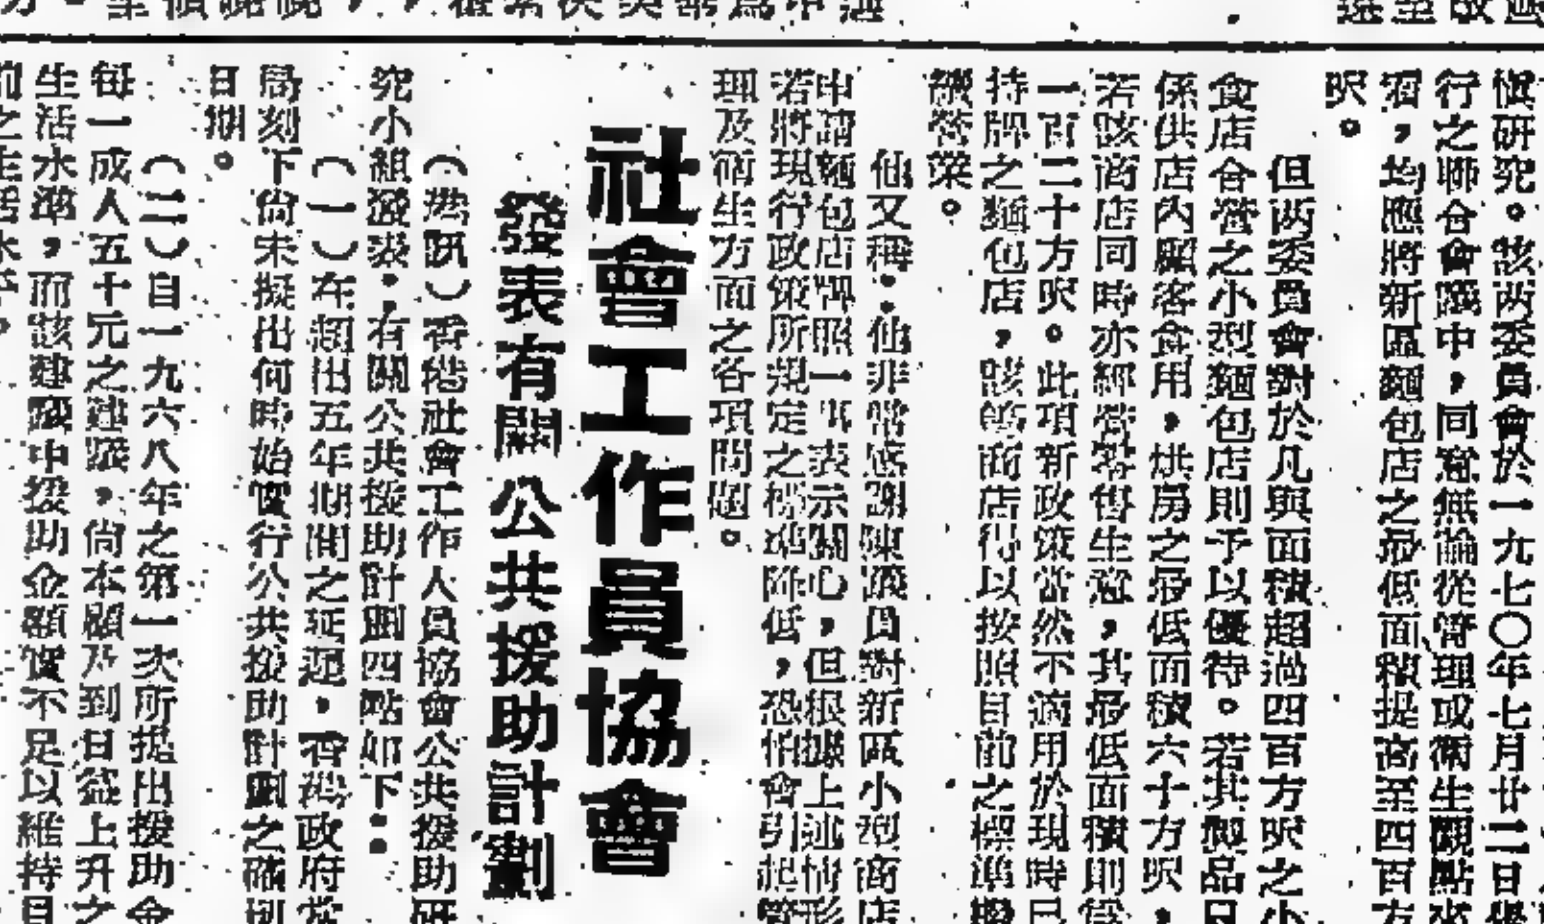 慎研究。該两委員會於一九七〇年七月廿二日舉
行之聯合會議中，同意無論從管理或衛生觀點
，均應將新區麵包店之最低面積提高至四百方
呎。
但两委員會對於凡與面積超過四百方呎之小
食店合營之小型麵包店則予以優待。若其製品只
係供店內顧客食用，烘房之最低面積六十方呎，
若該商店同時亦經營零售生意，其最低面積則為
一百二十方呎。此項新政策當然不適用於現時已
持牌之麵包店，該等商店得以按照目前之標準繼
續營業。
他又稱：他非常感謝陳議員對新區小型商店
申請麵包店牌照一事表示關心，但根據上述情形
若將現行政策所規定之標準降低，恐怕會引起管
理及衛生方面之各項問題。
社會工作員協會
發表有關公共援助計劃
（港訊）香港社會工作人員協會公共援助研
究小組發表：有關公共援助計劃四點如下：
（一）在超出五年期間之延遲，香港政府當
局刻下尚未擬出何時始實行公共援助計劃之確切
日期。
（二）自一九六八年之第一次所提出援助金
每一成人五十元之建議，尚本顧乃到日益上升之
生活水準，而該建議中援助金額實不足以維持目
前之生活水平，